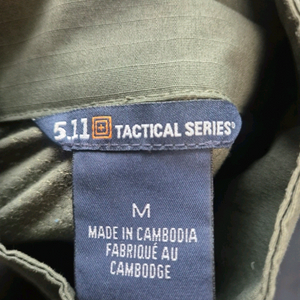 5.11 TACTICAL SERIES®
M
MADE IN CAMBODIA
FABRIQUÉ AU
CAMBODGE